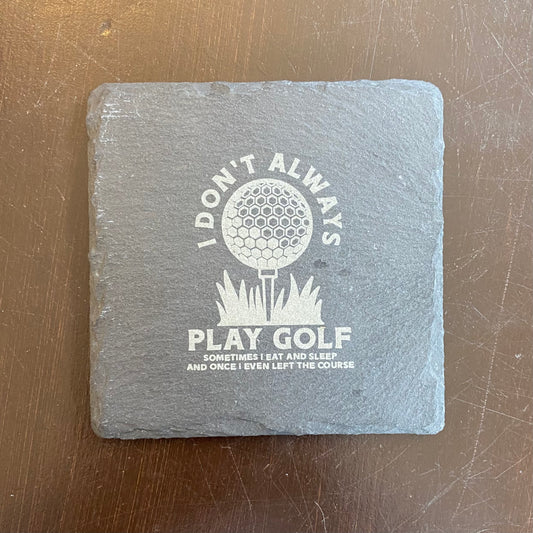 I DON'T ALWAYS
PLAY GOLF
SOMETIMES I EAT AND SLEEP
AND ONCE I EVEN LEFT THE COURSE